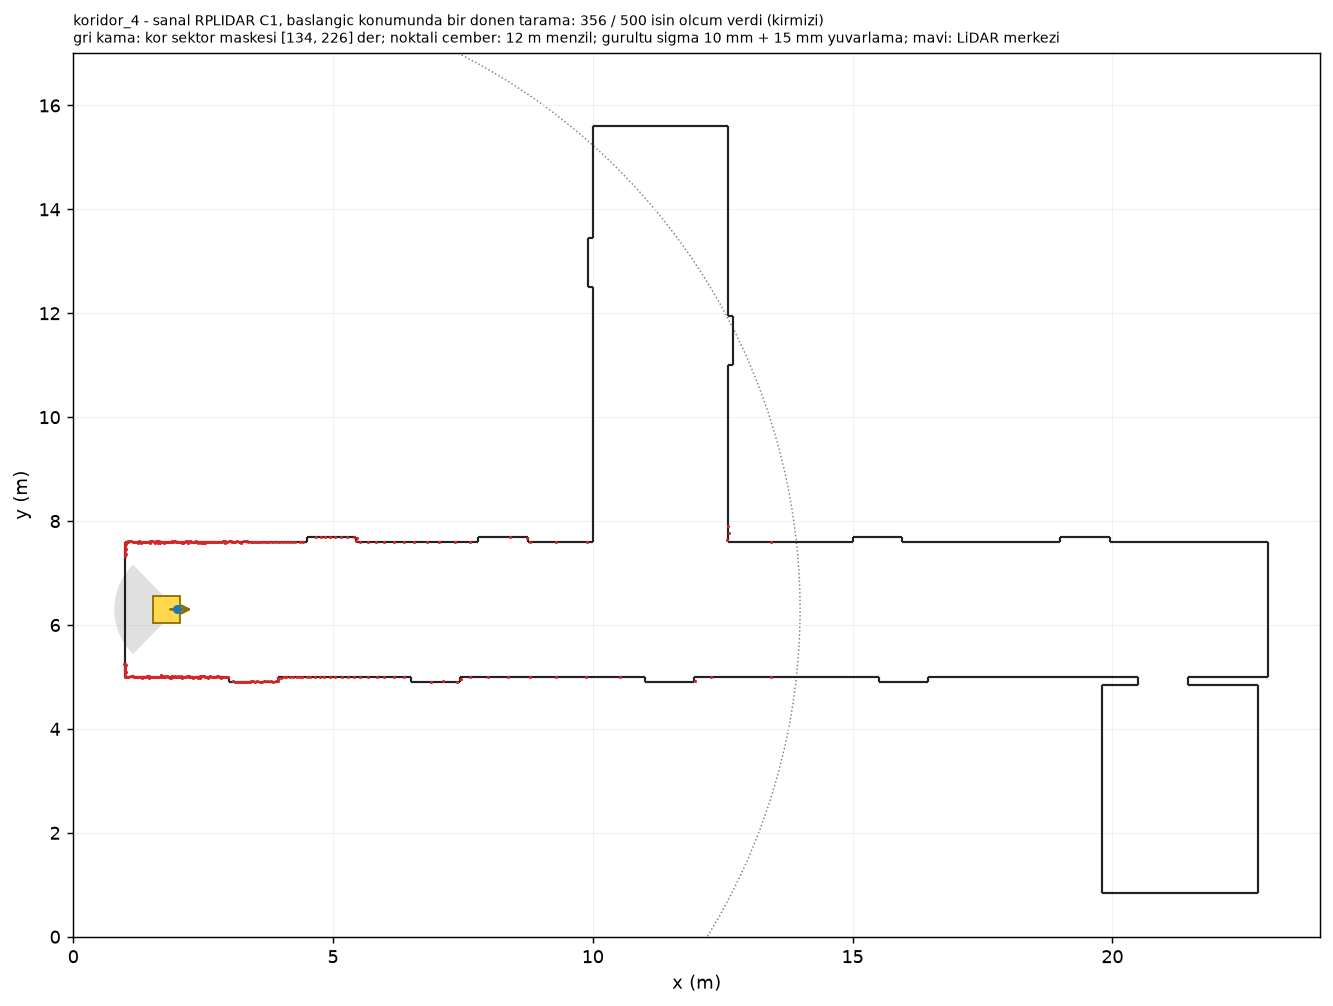 koridor_4 - sanal RPLIDAR C1, baslangic konumunda bir donen tarama: 356 / 500 isin olcum verdi (kirmizi)
gri kama: kor sektor maskesi [134, 226] der; noktali cember: 12 m menzil; gurultu sigma 10 mm + 15 mm yuvarlama; mavi: LiDAR merkezi
16
14
12
10
8
6
4
2
0
y (m)
0 5 10 15 20
x (m)